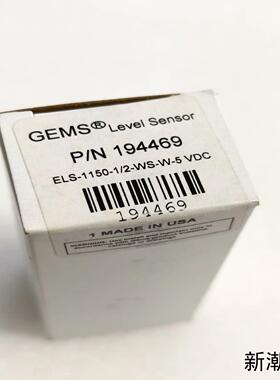 GEMS® Level Sensor
P/N 194469
ELS-1150-1/2-WS-W-5 VDC
194469
1 MADE IN USA
新潮